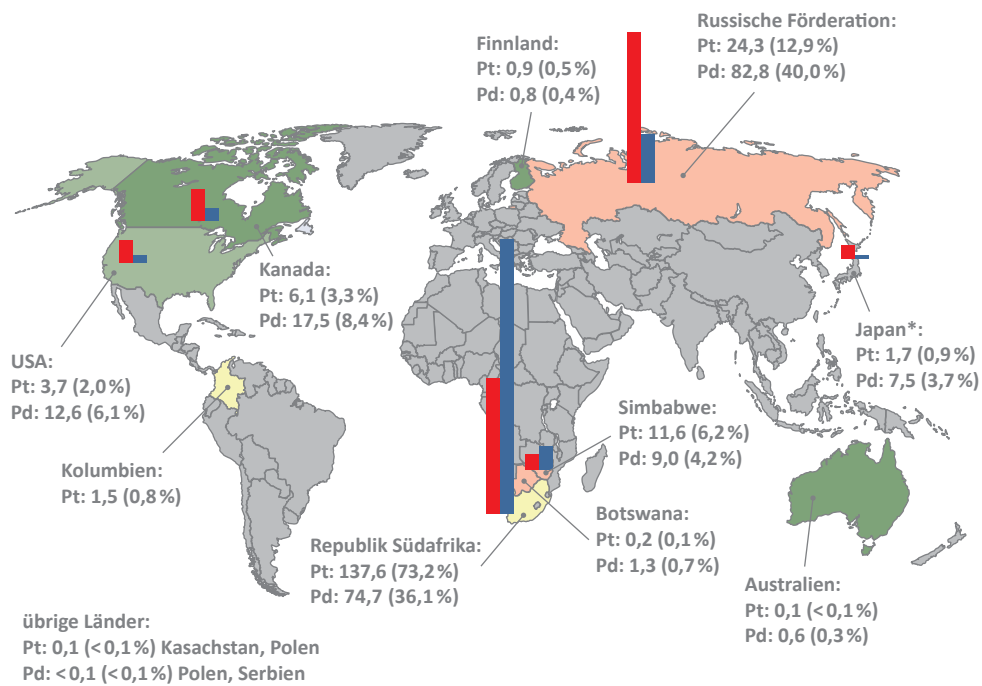 Russische Förderation:
Pt: 24,3 (12,9 %)
Pd: 82,8 (40,0 %)
Finnland:
Pt: 0,9 (0,5 %)
Pd: 0,8 (0,4 %)
Kanada:
Pt: 6,1 (3,3 %)
Pd: 17,5 (8,4 %)
USA:
Pt: 3,7 (2,0 %)
Pd: 12,6 (6,1 %)
Japan*:
Pt: 1,7 (0,9 %)
Pd: 7,5 (3,7 %)
Kolumbien:
Pt: 1,5 (0,8 %)
Simbabwe:
Pt: 11,6 (6,2 %)
Pd: 9,0 (4,2 %)
Botswana:
Pt: 0,2 (0,1 %)
Pd: 1,3 (0,7 %)
Republik Südafrika:
Pt: 137,6 (73,2 %)
Pd: 74,7 (36,1 %)
Australien:
Pt: 0,1 (< 0,1 %)
Pd: 0,6 (0,3 %)
übrige Länder:
Pt: 0,1 (< 0,1 %) Kasachstan, Polen
Pd: < 0,1 (< 0,1 %) Polen, Serbien